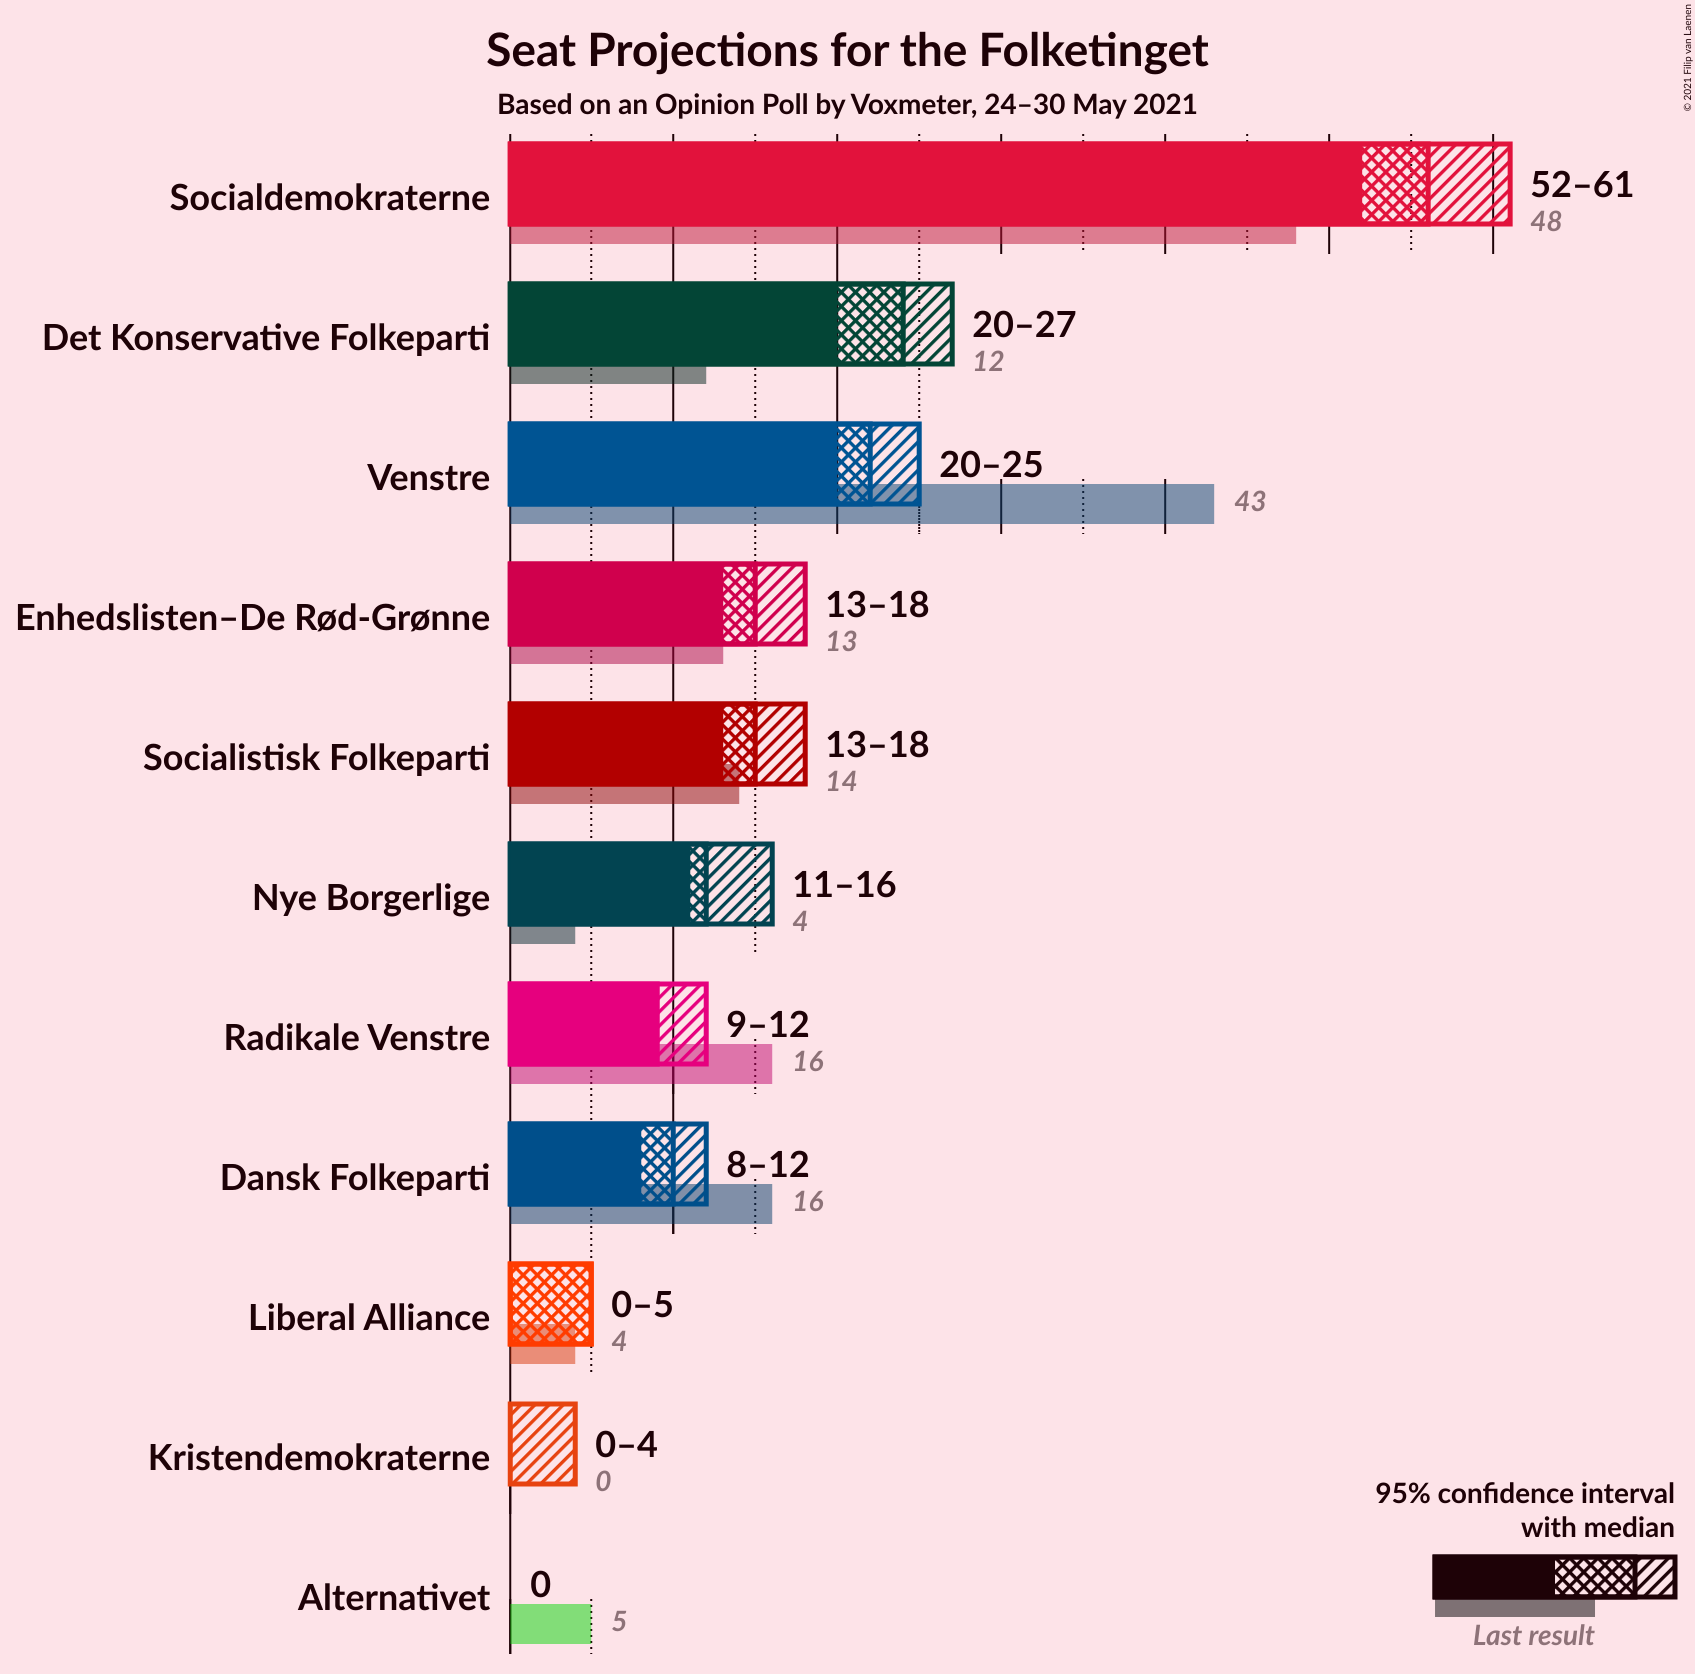 Seat Projections for the Folketinget
Based on an Opinion Poll by Voxmeter, 24–30 May 2021
© 2021 Filip van Laenen
Socialdemokraterne
52–61
48
Det Konservative Folkeparti
20–27
12
Venstre
20–25
43
Enhedslisten–De Rød-Grønne
13–18
13
Socialistisk Folkeparti
13–18
14
Nye Borgerlige
11–16
4
Radikale Venstre
9–12
16
Dansk Folkeparti
8–12
16
Liberal Alliance
0–5
4
Kristendemokraterne
0–4
0
Alternativet
0
5
95% confidence interval
with median
Last result